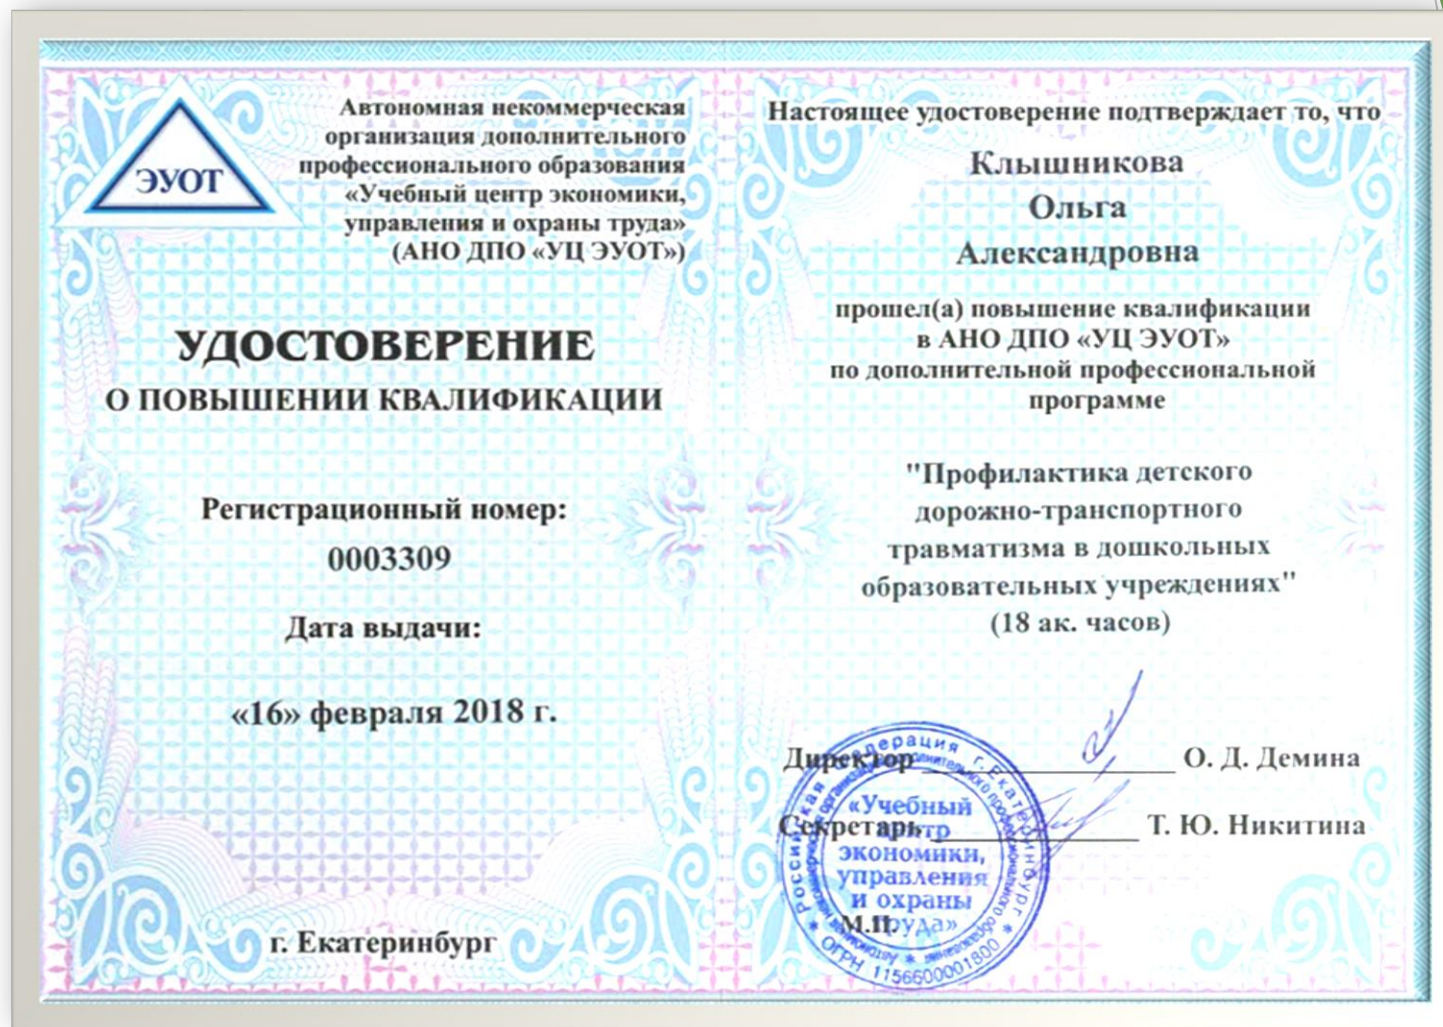 ЭУОТ
Автономная некоммерческая
организация дополнительного
профессионального образования
«Учебный центр экономики,
управления и охраны труда»
(АНО ДПО «УЦ ЭУОТ»)
УДОСТОВЕРЕНИЕ
О ПОВЫШЕНИИ КВАЛИФИКАЦИИ
Регистрационный номер:
0003309
Дата выдачи:
«16» февраля 2018 г.
г. Екатеринбург
Настоящее удостоверение подтверждает то, что
Клышникова
Ольга
Александровна
прошел(а) повышение квалификации
в АНО ДПО «УЦ ЭУОТ»
по дополнительной профессиональной
программе
"Профилактика детского
дорожно-транспортного
травматизма в дошкольных
образовательных учреждениях"
(18 ак. часов)
Директор О. Д. Демина
Секретарь Т. Ю. Никитина
М.П.
Российская Федерация г. Екатеринбург
ОГРН 1156600001800
«Учебный
центр
экономики,
управления
и охраны
труда»